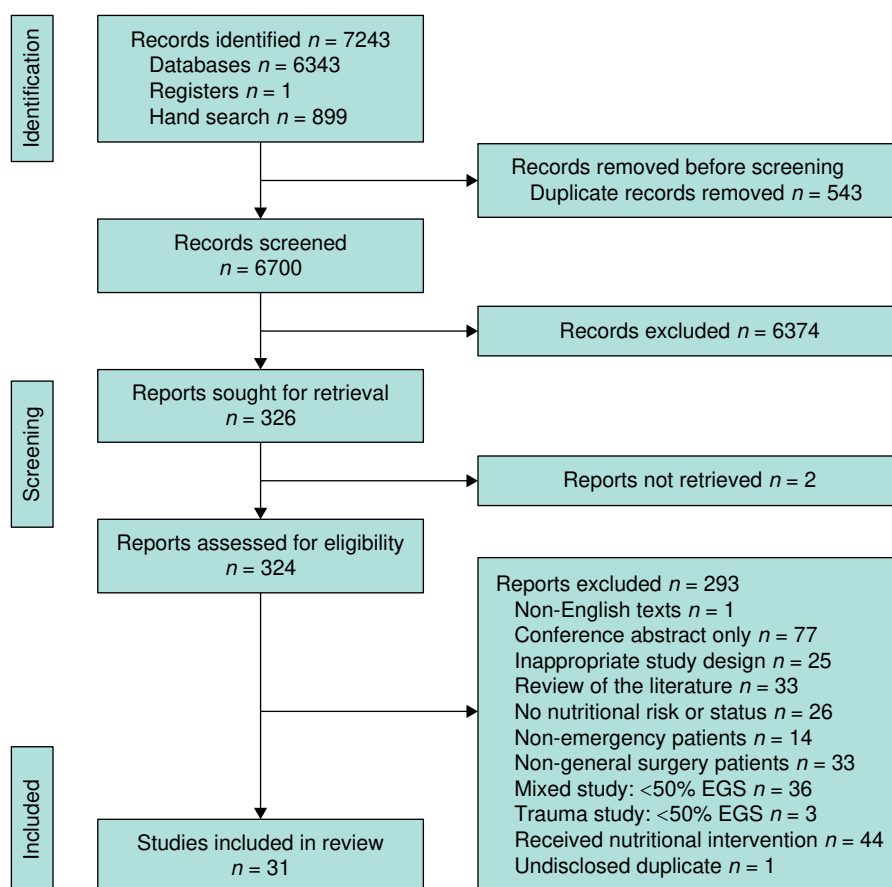 Identification
Records identified n = 7243
Databases n = 6343
Registers n = 1
Hand search n = 899
Records removed before screening
Duplicate records removed n = 543
Records screened
n = 6700
Records excluded n = 6374
Screening
Reports sought for retrieval
n = 326
Reports not retrieved n = 2
Reports assessed for eligibility
n = 324
Reports excluded n = 293
Non-English texts n = 1
Conference abstract only n = 77
Inappropriate study design n = 25
Review of the literature n = 33
No nutritional risk or status n = 26
Non-emergency patients n = 14
Non-general surgery patients n = 33
Mixed study: <50% EGS n = 36
Trauma study: <50% EGS n = 3
Received nutritional intervention n = 44
Undisclosed duplicate n = 1
Included
Studies included in review
n = 31